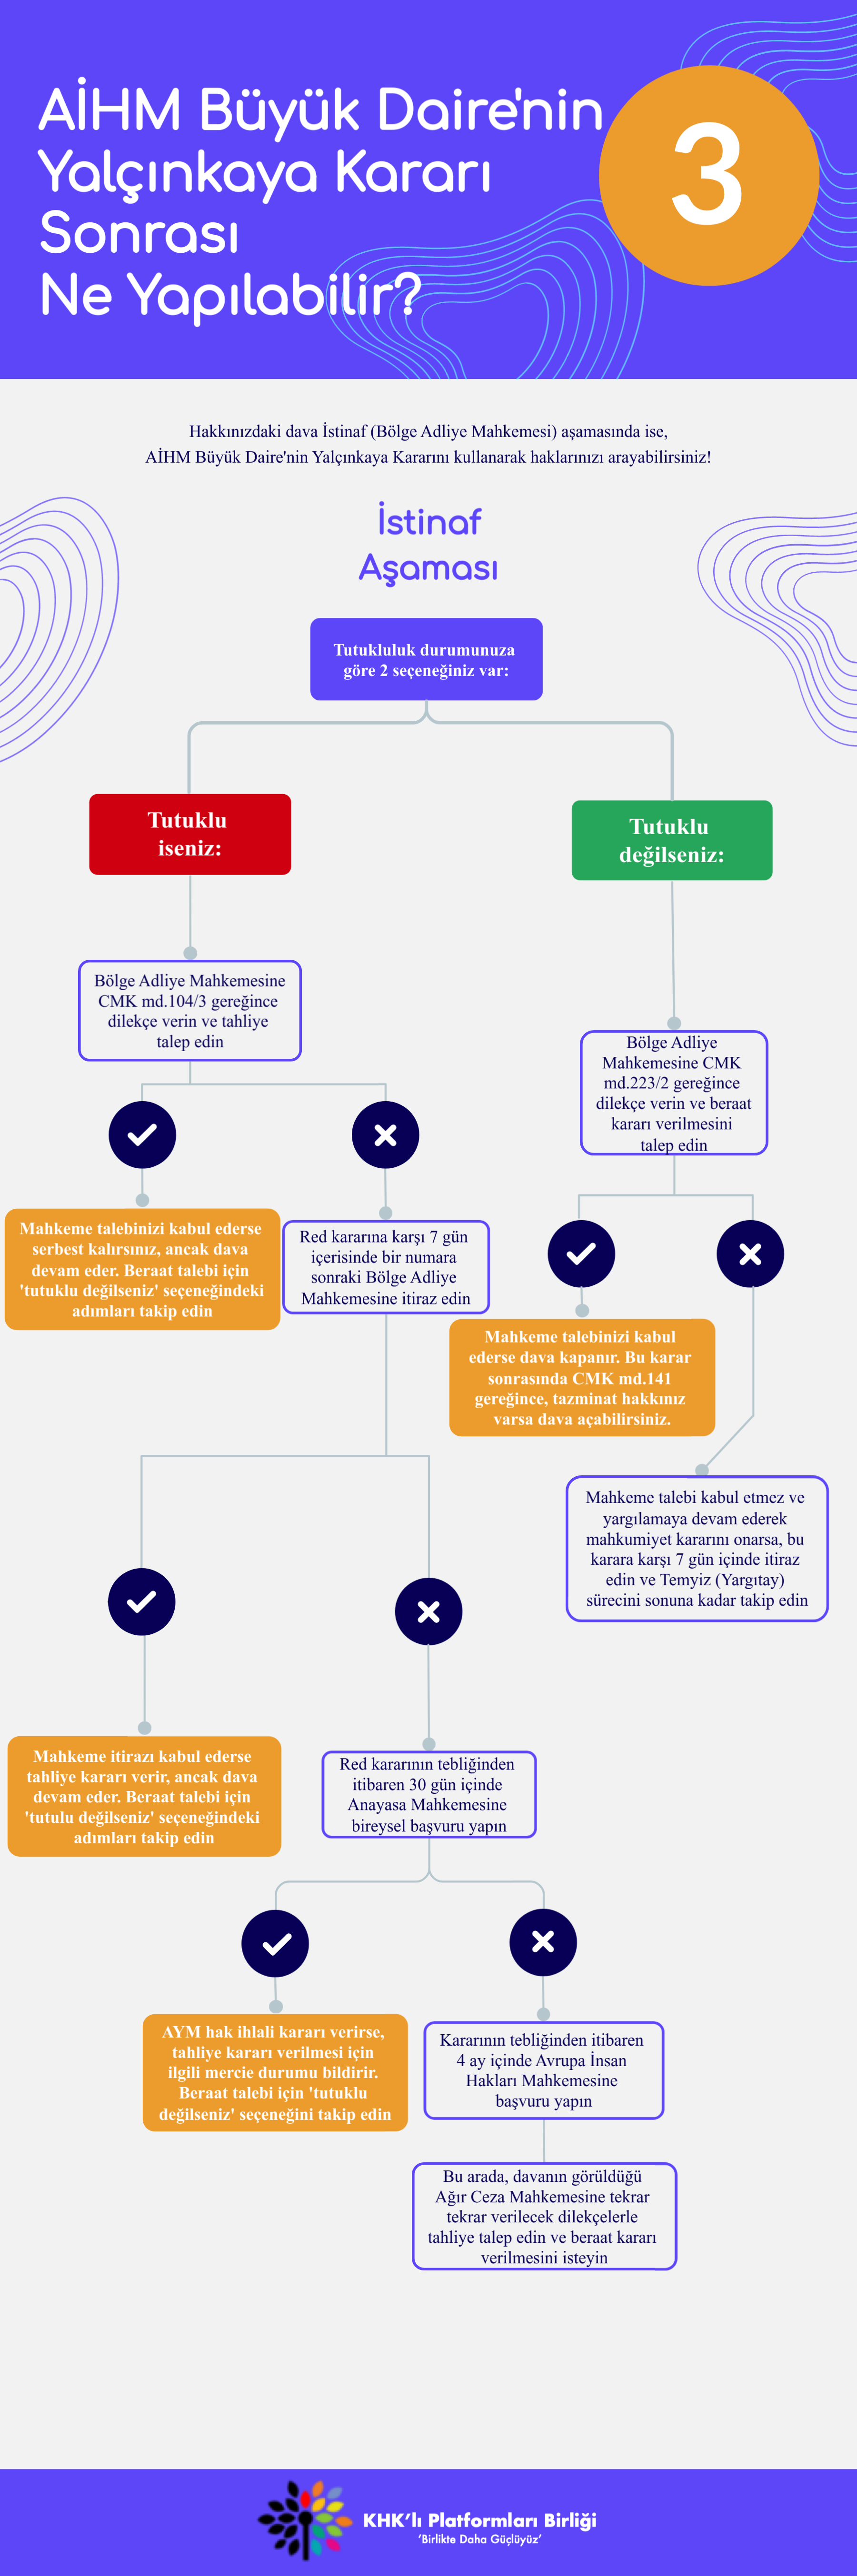 AİHM Büyük Daire'nin
Yalçınkaya Kararı
Sonrası
Ne Yapılabilir?
3
Hakkınızdaki dava İstinaf (Bölge Adliye Mahkemesi) aşamasında ise,
AİHM Büyük Daire'nin Yalçınkaya Kararını kullanarak haklarınızı arayabilirsiniz!
İstinaf
Aşaması
Tutukluluk durumunuza
göre 2 seçeneğiniz var:
Tutuklu
iseniz:
Tutuklu
değilseniz:
Bölge Adliye Mahkemesine
CMK md.104/3 gereğince
dilekçe verin ve tahliye
talep edin
Bölge Adliye
Mahkemesine CMK
md.223/2 gereğince
dilekçe verin ve beraat
kararı verilmesini
talep edin
Mahkeme talebinizi kabul ederse
serbest kalırsınız, ancak dava
devam eder. Beraat talebi için
'tutuklu değilseniz' seçeneğindeki
adımları takip edin
Red kararına karşı 7 gün
içerisinde bir numara
sonraki Bölge Adliye
Mahkemesine itiraz edin
Mahkeme talebinizi kabul
ederse dava kapanır. Bu karar
sonrasında CMK md.141
gereğince, tazminat hakkınız
varsa dava açabilirsiniz.
Mahkeme talebi kabul etmez ve
yargılamaya devam ederek
mahkumiyet kararını onarsa, bu
karara karşı 7 gün içinde itiraz
edin ve Temyiz (Yargıtay)
sürecini sonuna kadar takip edin
Mahkeme itirazı kabul ederse
tahliye kararı verir, ancak dava
devam eder. Beraat talebi için
'tutulu değilseniz' seçeneğindeki
adımları takip edin
Red kararının tebliğinden
itibaren 30 gün içinde
Anayasa Mahkemesine
bireysel başvuru yapın
AYM hak ihlali kararı verirse,
tahliye kararı verilmesi için
ilgili mercie durumu bildirir.
Beraat talebi için 'tutuklu
değilseniz' seçeneğini takip edin
Kararının tebliğinden itibaren
4 ay içinde Avrupa İnsan
Hakları Mahkemesine
başvuru yapın
Bu arada, davanın görüldüğü
Ağır Ceza Mahkemesine tekrar
tekrar verilecek dilekçelerle
tahliye talep edin ve beraat kararı
verilmesini isteyin
KHK'lı Platformları Birliği
'Birlikte Daha Güçlüyüz'